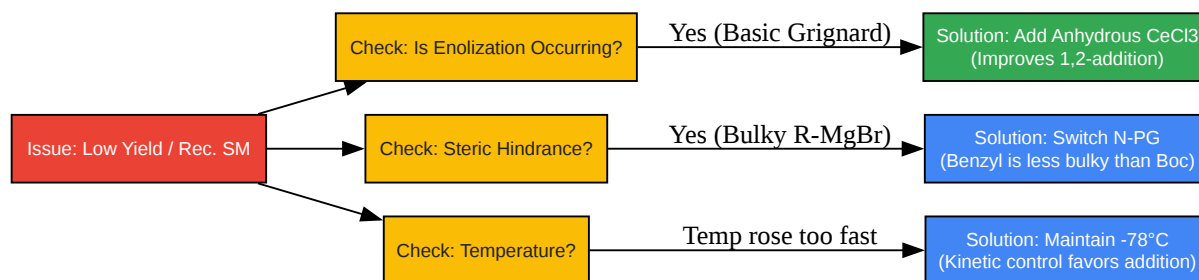 Check: Is Enolization Occurring?
Yes (Basic Grignard)
Solution: Add Anhydrous CeCl3
(Improves 1,2-addition)
Issue: Low Yield / Rec. SM
Check: Steric Hindrance?
Yes (Bulky R-MgBr)
Solution: Switch N-PG
(Benzyl is less bulky than Boc)
Check: Temperature?
Temp rose too fast
Solution: Maintain -78°C
(Kinetic control favors addition)